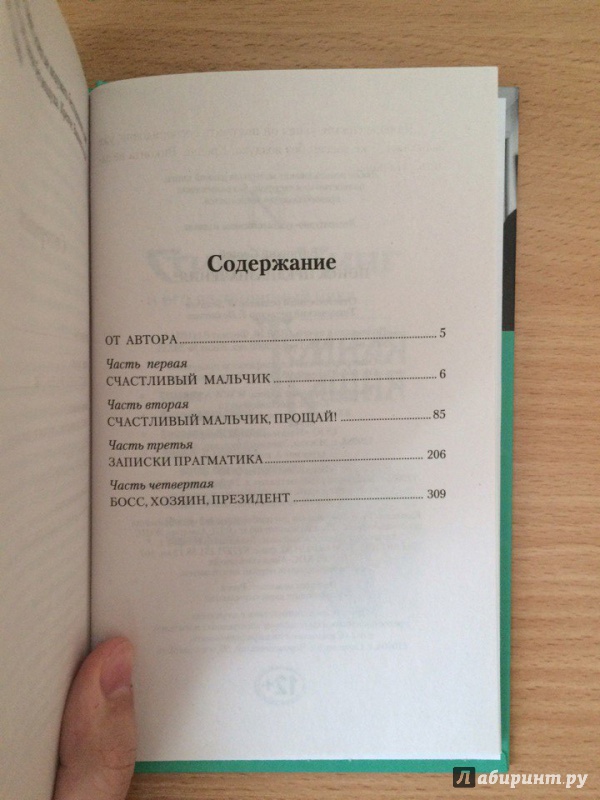 Содержание
ОТ АВТОРА 5
Часть первая
СЧАСТЛИВЫЙ МАЛЬЧИК 6
Часть вторая
СЧАСТЛИВЫЙ МАЛЬЧИК, ПРОЩАЙ! 85
Часть третья
ЗАПИСКИ ПРАГМАТИКА 206
Часть четвертая
БОСС, ХОЗЯИН, ПРЕЗИДЕНТ 309
12+
Лабиринт.ру